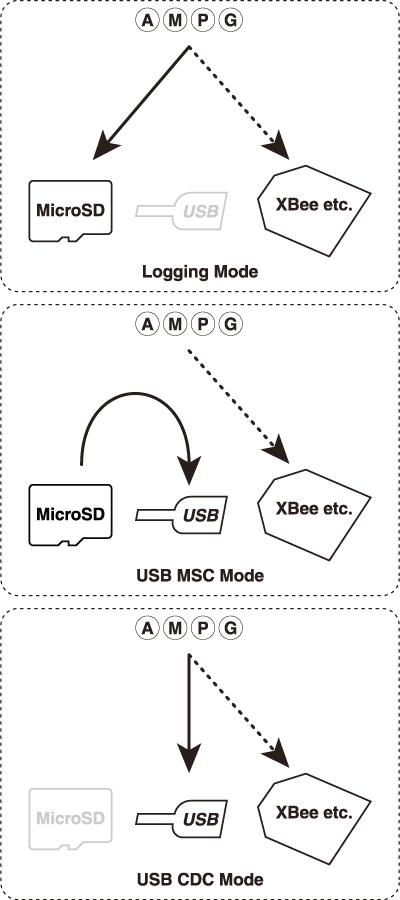 A M P G
MicroSD USB XBee etc.
Logging Mode
A M P G
MicroSD USB XBee etc.
USB MSC Mode
A M P G
MicroSD USB XBee etc.
USB CDC Mode